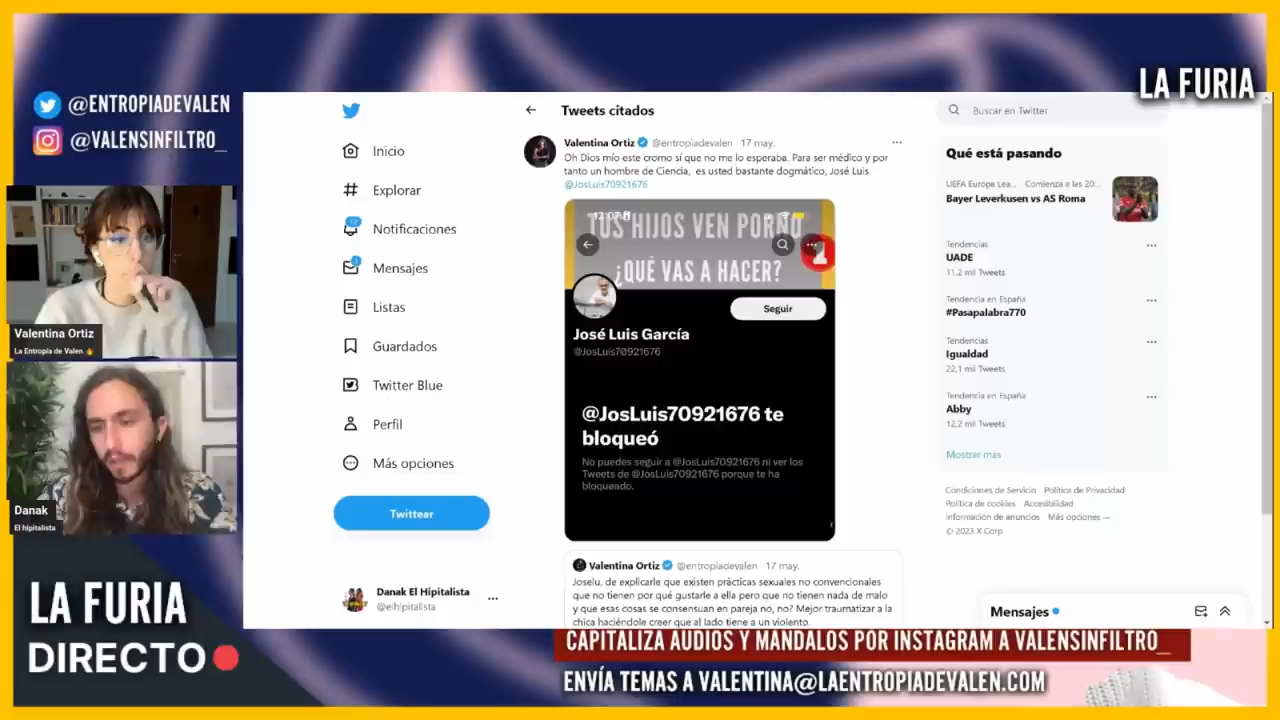 LA FURIA
@ENTROPIADEVALEN
@VALENSINFILTRO_
Valentina Ortiz
La Entropía de Valen
Danak
El hipitalista
LA FURIA
DIRECTO
Inicio
Explorar
17
Notificaciones
1
Mensajes
Listas
Guardados
Twitter Blue
Perfil
Más opciones
Twittear
Danak El Hipitalista
@elhipitalista
Tweets citados
Valentina Ortiz @entropiadevalen · 17 may.
Oh Dios mío este cromo sí que no me lo esperaba. Para ser médico y por
tanto un hombre de Ciencia, es usted bastante dogmático, José Luis.
@JosLuis70921676
12:07
TUS HIJOS VEN PORNO
¿QUÉ VAS A HACER?
Seguir
José Luis García
@JosLuis70921676
@JosLuis70921676 te
bloqueó
No puedes seguir a @JosLuis70921676 ni ver los
Tweets de @JosLuis70921676 porque te ha
bloqueado.
Valentina Ortiz @entropiadevalen · 17 may.
Joselu, de explicarle que existen prácticas sexuales no convencionales
que no tienen por qué gustarle a ella pero que no tienen nada de malo
y que esas cosas se consensuan en pareja no, no? Mejor traumatizar a la
chica haciéndole creer que al lado tiene a un violento.
Buscar en Twitter
Qué está pasando
UEFA Europa Lea... Comienza a las 20...
Bayer Leverkusen vs AS Roma
Tendencias
UADE
11,2 mil Tweets
Tendencia en España
#Pasapalabra770
Tendencias
Igualdad
22,1 mil Tweets
Tendencia en España
Abby
12,2 mil Tweets
Mostrar más
Condiciones de Servicio Política de Privacidad
Política de cookies Accesibilidad
Información de anuncios Más opciones ···
© 2023 X Corp.
Mensajes
CAPITALIZA AUDIOS Y MANDALOS POR INSTAGRAM A VALENSINFILTRO_
ENVÍA TEMAS A VALENTINA@LAENTROPIADEVALEN.COM